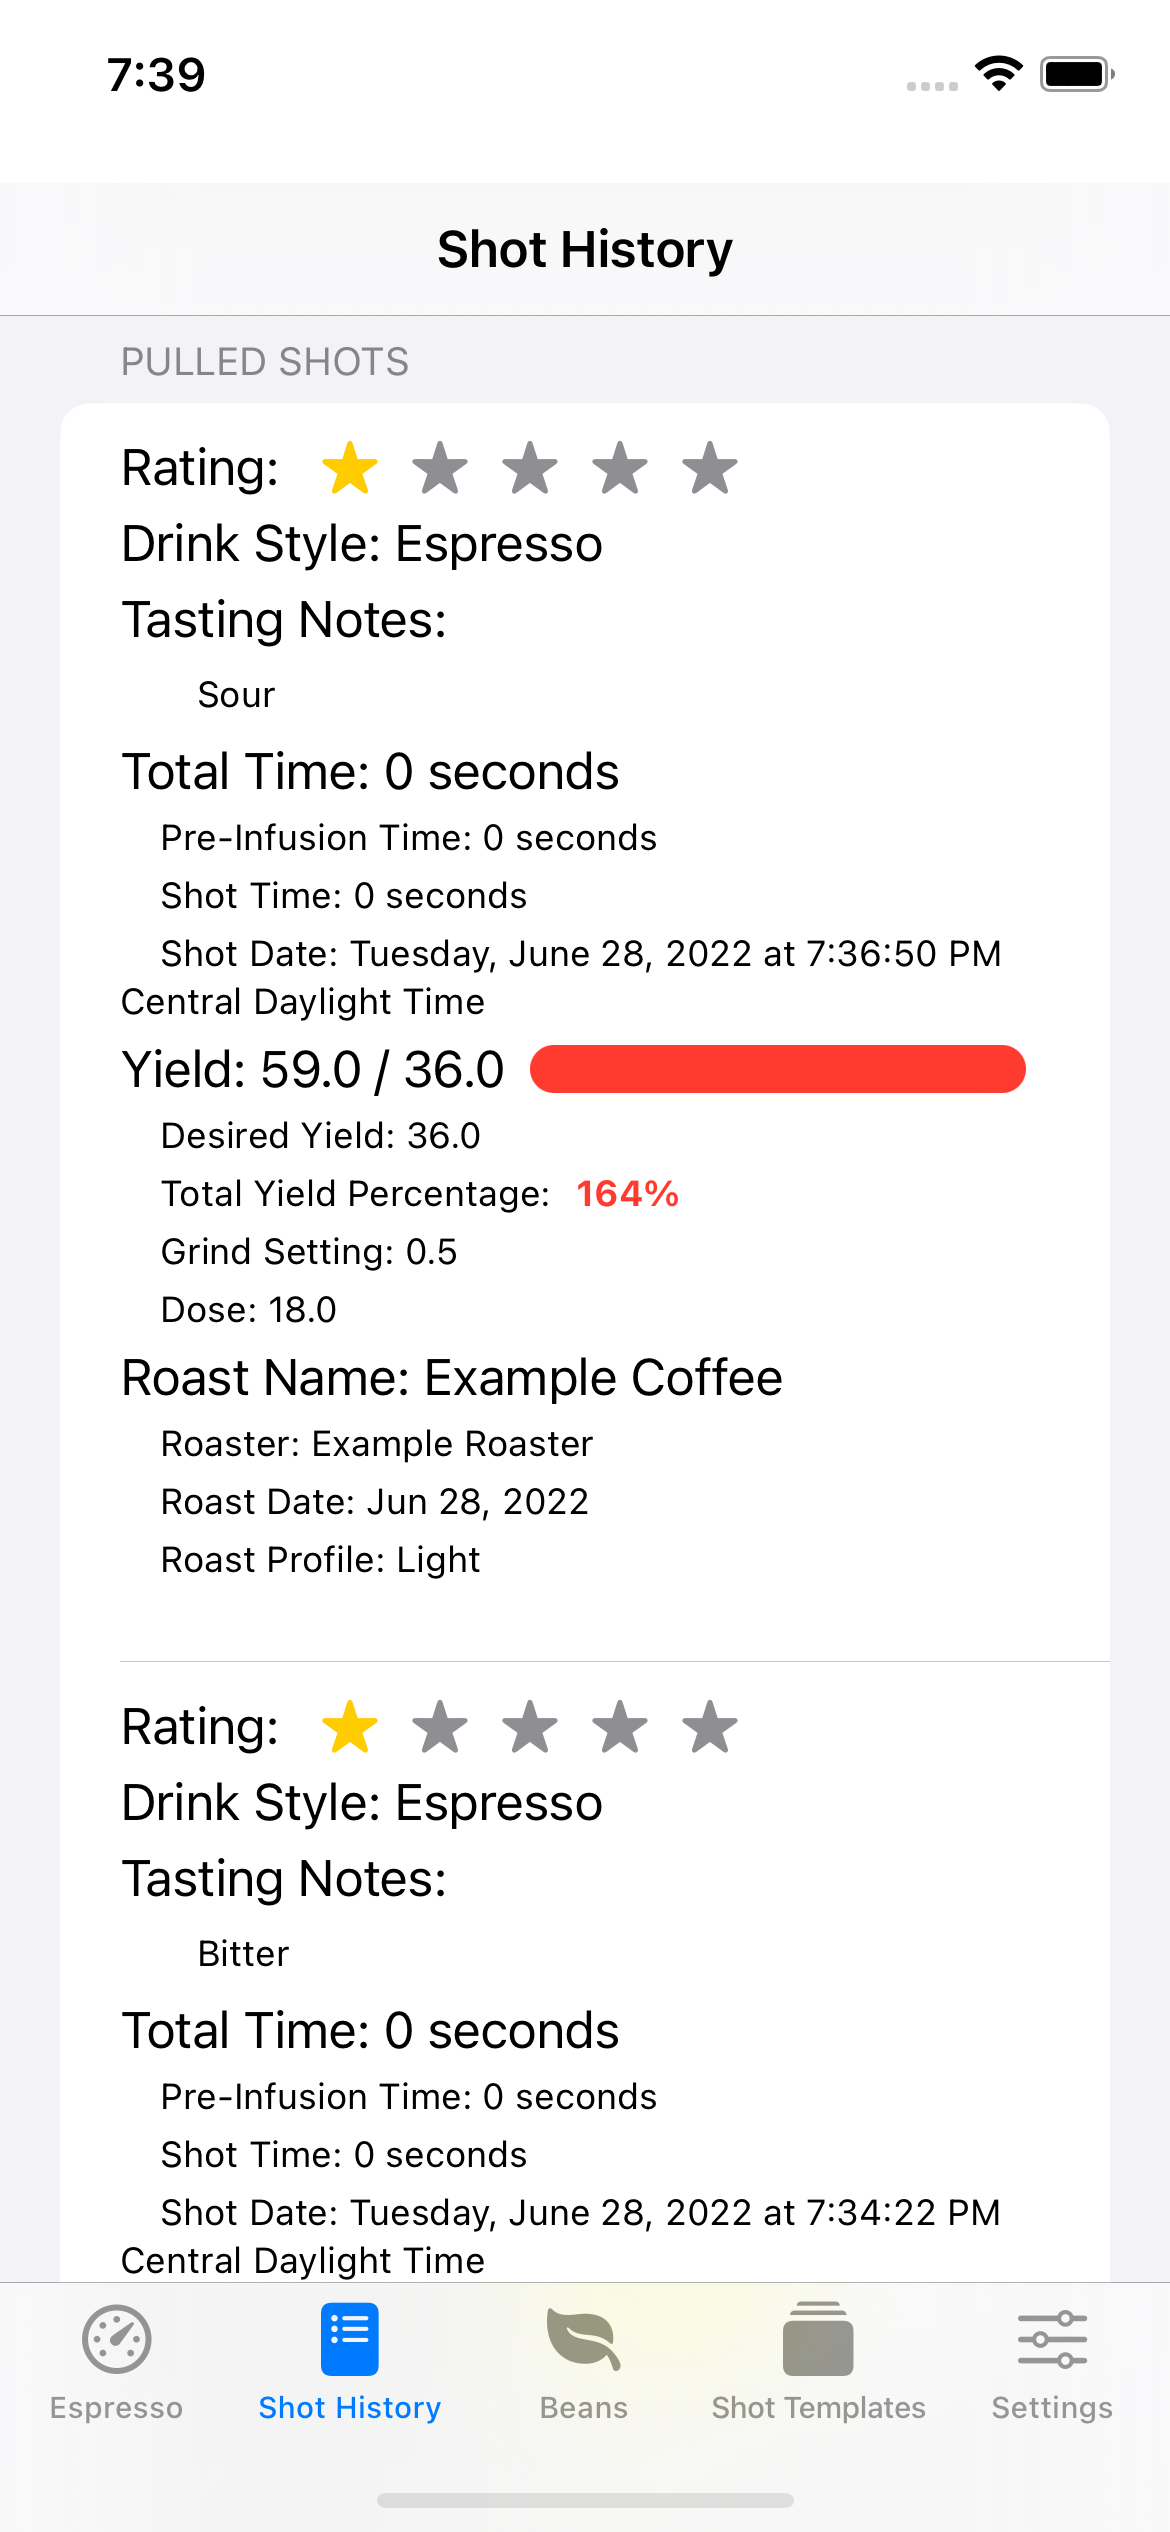 7:39
Shot History
PULLED SHOTS
Rating:
Drink Style: Espresso
Tasting Notes:
Sour
Total Time: 0 seconds
Pre-Infusion Time: 0 seconds
Shot Time: 0 seconds
Shot Date: Tuesday, June 28, 2022 at 7:36:50 PM
Central Daylight Time
Yield: 59.0 / 36.0
Desired Yield: 36.0
Total Yield Percentage: 164%
Grind Setting: 0.5
Dose: 18.0
Roast Name: Example Coffee
Roaster: Example Roaster
Roast Date: Jun 28, 2022
Roast Profile: Light
Rating:
Drink Style: Espresso
Tasting Notes:
Bitter
Total Time: 0 seconds
Pre-Infusion Time: 0 seconds
Shot Time: 0 seconds
Shot Date: Tuesday, June 28, 2022 at 7:34:22 PM
Central Daylight Time
Espresso Shot History Beans Shot Templates Settings